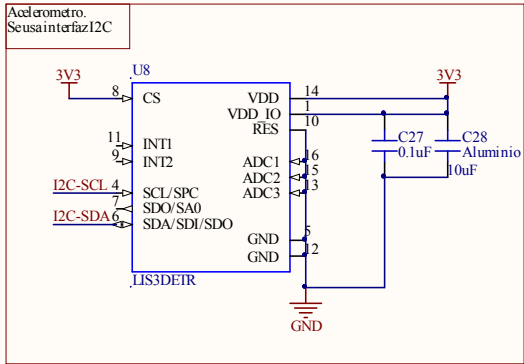 Acelerometro.
SeusainterfazI2C
U8
3V3
8
CS
11
INT1
9
INT2
I2C-SCL
4
SCL/SPC
7
SDO/SA0
I2C-SDA
6
SDA/SDI/SDO
14
VDD
1
VDD_IO
10
RES
16
ADC1
15
ADC2
13
ADC3
5
GND
12
GND
LIS3DETR
3V3
C27
0.1uF
C28
Aluminio
10uF
GND